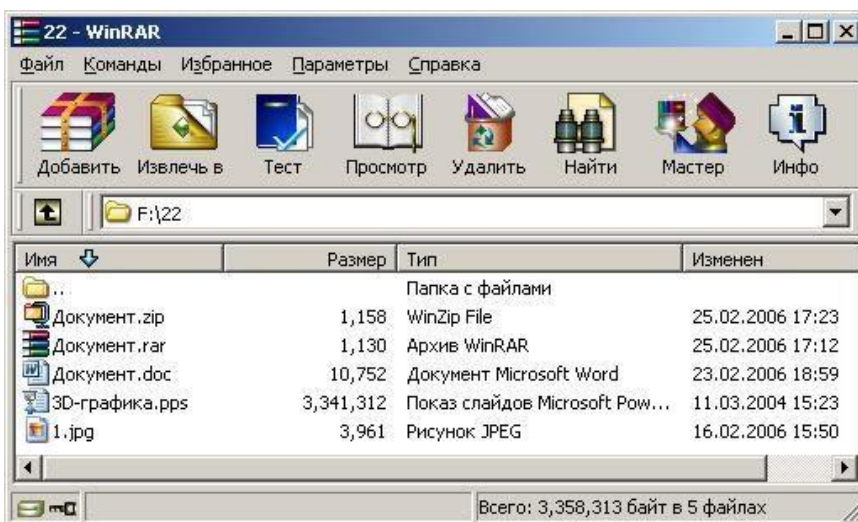 22 - WinRAR
Файл Команды Избранное Параметры Справка
Добавить Извлечь в Тест Просмотр Удалить Найти Мастер Инфо
F:\22
Имя Размер Тип Изменен
.. Папка с файлами
Документ.zip 1,158 WinZip File 25.02.2006 17:23
Документ.rar 1,130 Архив WinRAR 25.02.2006 17:12
Документ.doc 10,752 Документ Microsoft Word 23.02.2006 18:59
3D-графика.pps 3,341,312 Показ слайдов Microsoft Pow... 11.03.2004 15:23
1.jpg 3,961 Рисунок JPEG 16.02.2006 15:50
Всего: 3,358,313 байт в 5 файлах